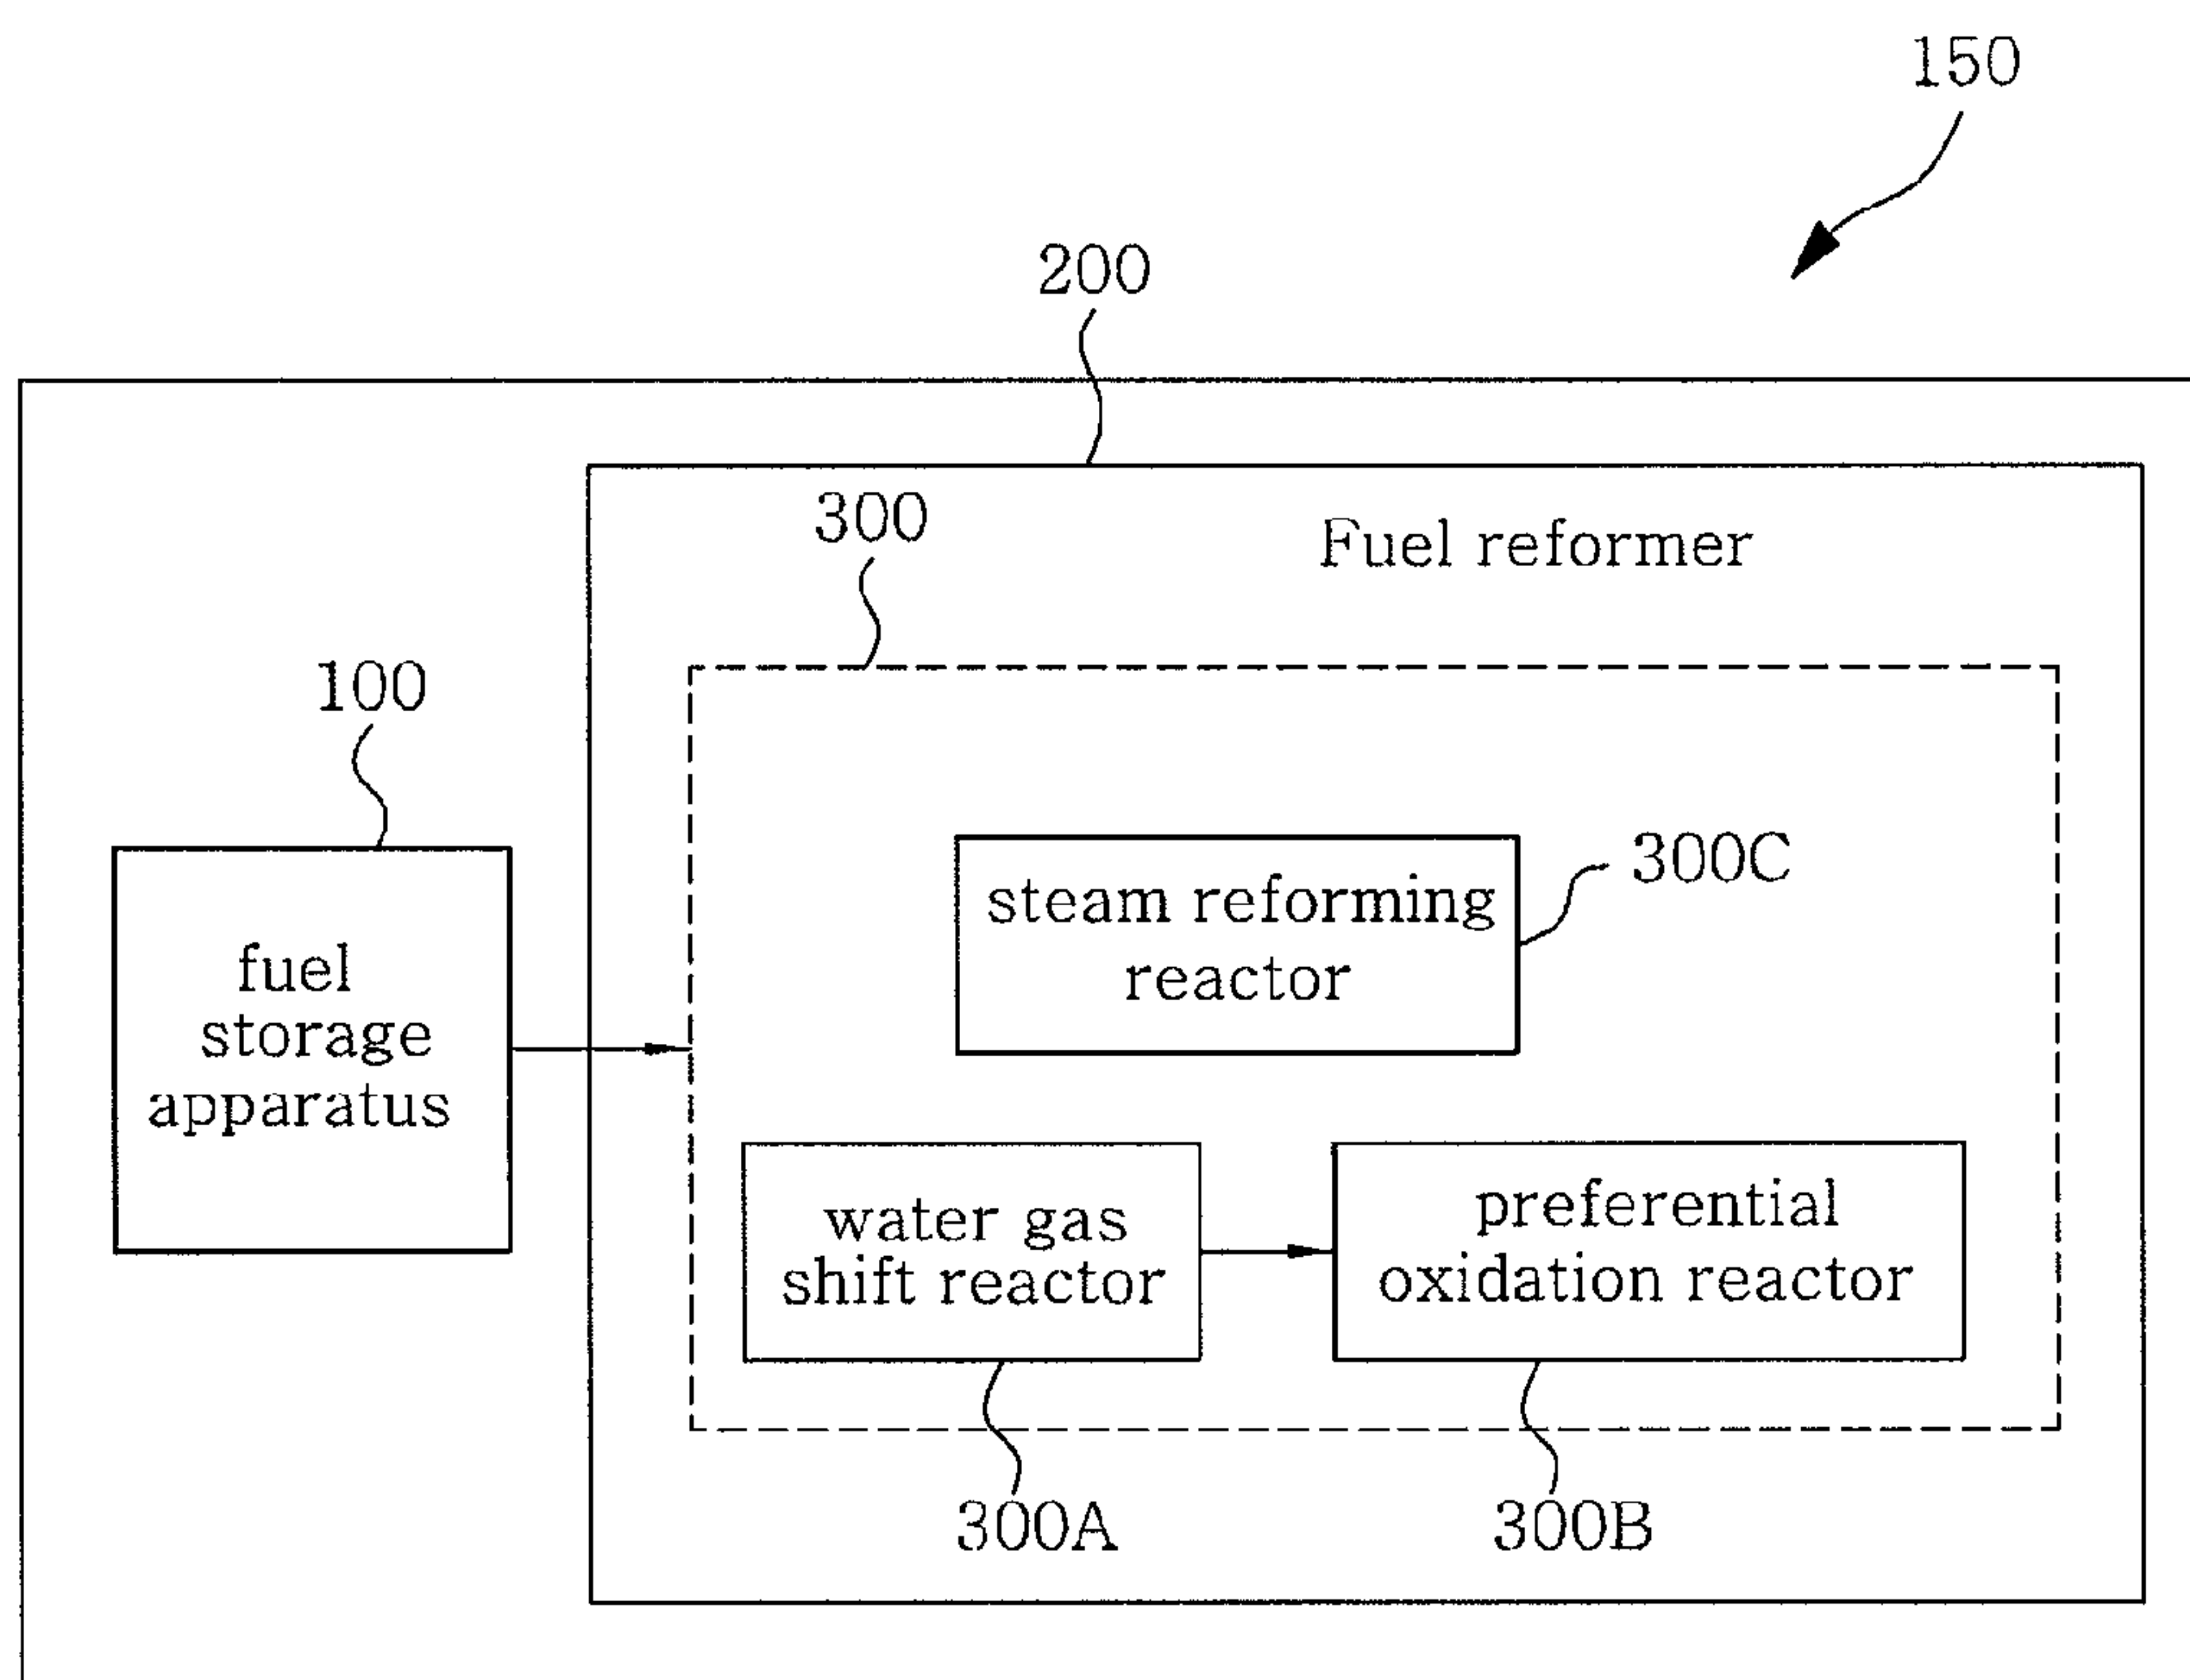 150
200
300
Fuel reformer
100
fuel
storage
apparatus
steam reforming
reactor
300C
water gas
shift reactor
preferential
oxidation reactor
300A
300B